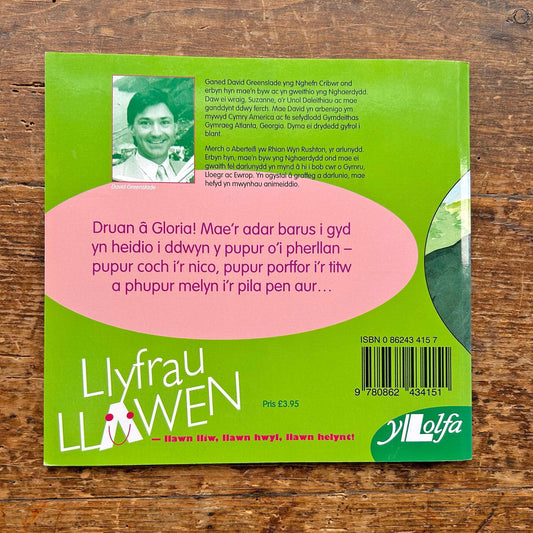 Ganed David Greenslade yng Nghefn Cribwr ond
erbyn hyn mae'n byw ac yn gweithio yng Nghaerdydd.
Daw ei wraig, Suzanne, o'r Unol Daleithiau ac mae
ganddynt ddwy ferch. Mae David yn arbenigo ym
mywyd Cymry America ac fe sefydlodd Gymdeithas
Gymraeg Atlanta, Georgia. Dyma ei drydedd gyfrol i
blant.
Merch o Aberteifi yw Rhian Wyn Rushton, yr arlunydd.
Erbyn hyn, mae'n byw yng Nghaerdydd ond mae ei
gwaith fel darlunydd yn mynd â hi i bob cwr o Gymru,
Lloegr ac Ewrop. Yn ogystal â graffeg a darlunio, mae
hefyd yn mwynhau animeiddio.
David Greenslade
Druan â Gloria! Mae'r adar barus i gyd
yn heidio i ddwyn y pupur o'i pherllan –
pupur coch i'r nico, pupur porffor i'r titw
a phupur melyn i'r pila pen aur…
ISBN 0 86243 415 7
9 780862 434151
Llyfrau
LLAWEN
Pris £3.95
— llawn lliw, llawn hwyl, llawn helynt!
y Lolfa